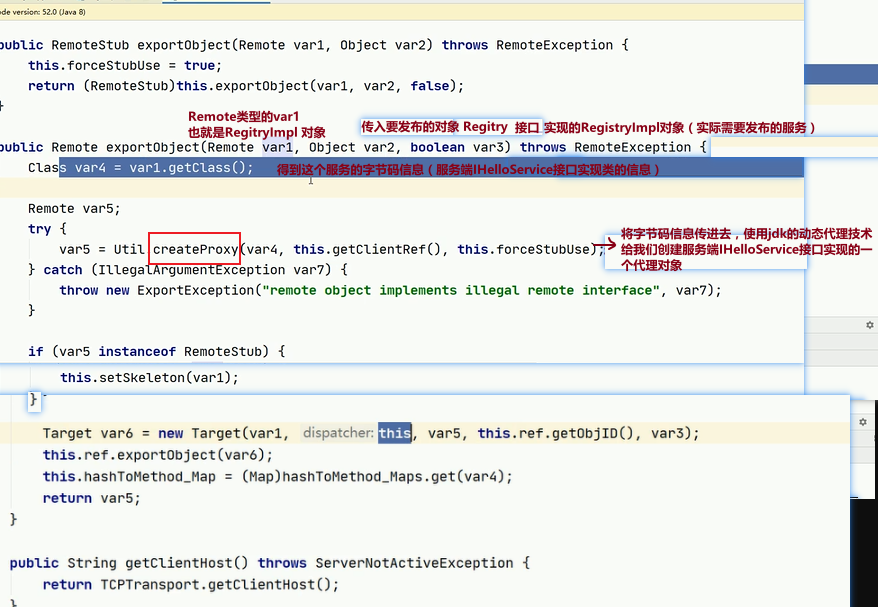 ode version: 52.0 (Java 8)
public RemoteStub exportObject(Remote var1, Object var2) throws RemoteException {
this.forceStubUse = true;
return (RemoteStub)this.exportObject(var1, var2, false);
}
Remote类型的var1
也就是RegitryImpl 对象
传入要发布的对象 Regitry 接口 实现的RegistryImpl对象（实际需要发布的服务）
public Remote exportObject(Remote var1, Object var2, boolean var3) throws RemoteException {
Class var4 = var1.getClass();
得到这个服务的字节码信息（服务端IHelloService接口实现类的信息）
Remote var5;
try {
var5 = Util createProxy(var4, this.getClientRef(), this.forceStubUse);
将字节码信息传进去，使用jdk的动态代理技术
给我们创建服务端IHelloService接口实现的一
个代理对象
} catch (IllegalArgumentException var7) {
throw new ExportException("remote object implements illegal remote interface", var7);
}
if (var5 instanceof RemoteStub) {
this.setSkeleton(var1);
}
Target var6 = new Target(var1, dispatcher: this, var5, this.ref.getObjID(), var3);
this.ref.exportObject(var6);
this.hashToMethod_Map = (Map)hashToMethod_Maps.get(var4);
return var5;
}
public String getClientHost() throws ServerNotActiveException {
return TCPTransport.getClientHost();
}